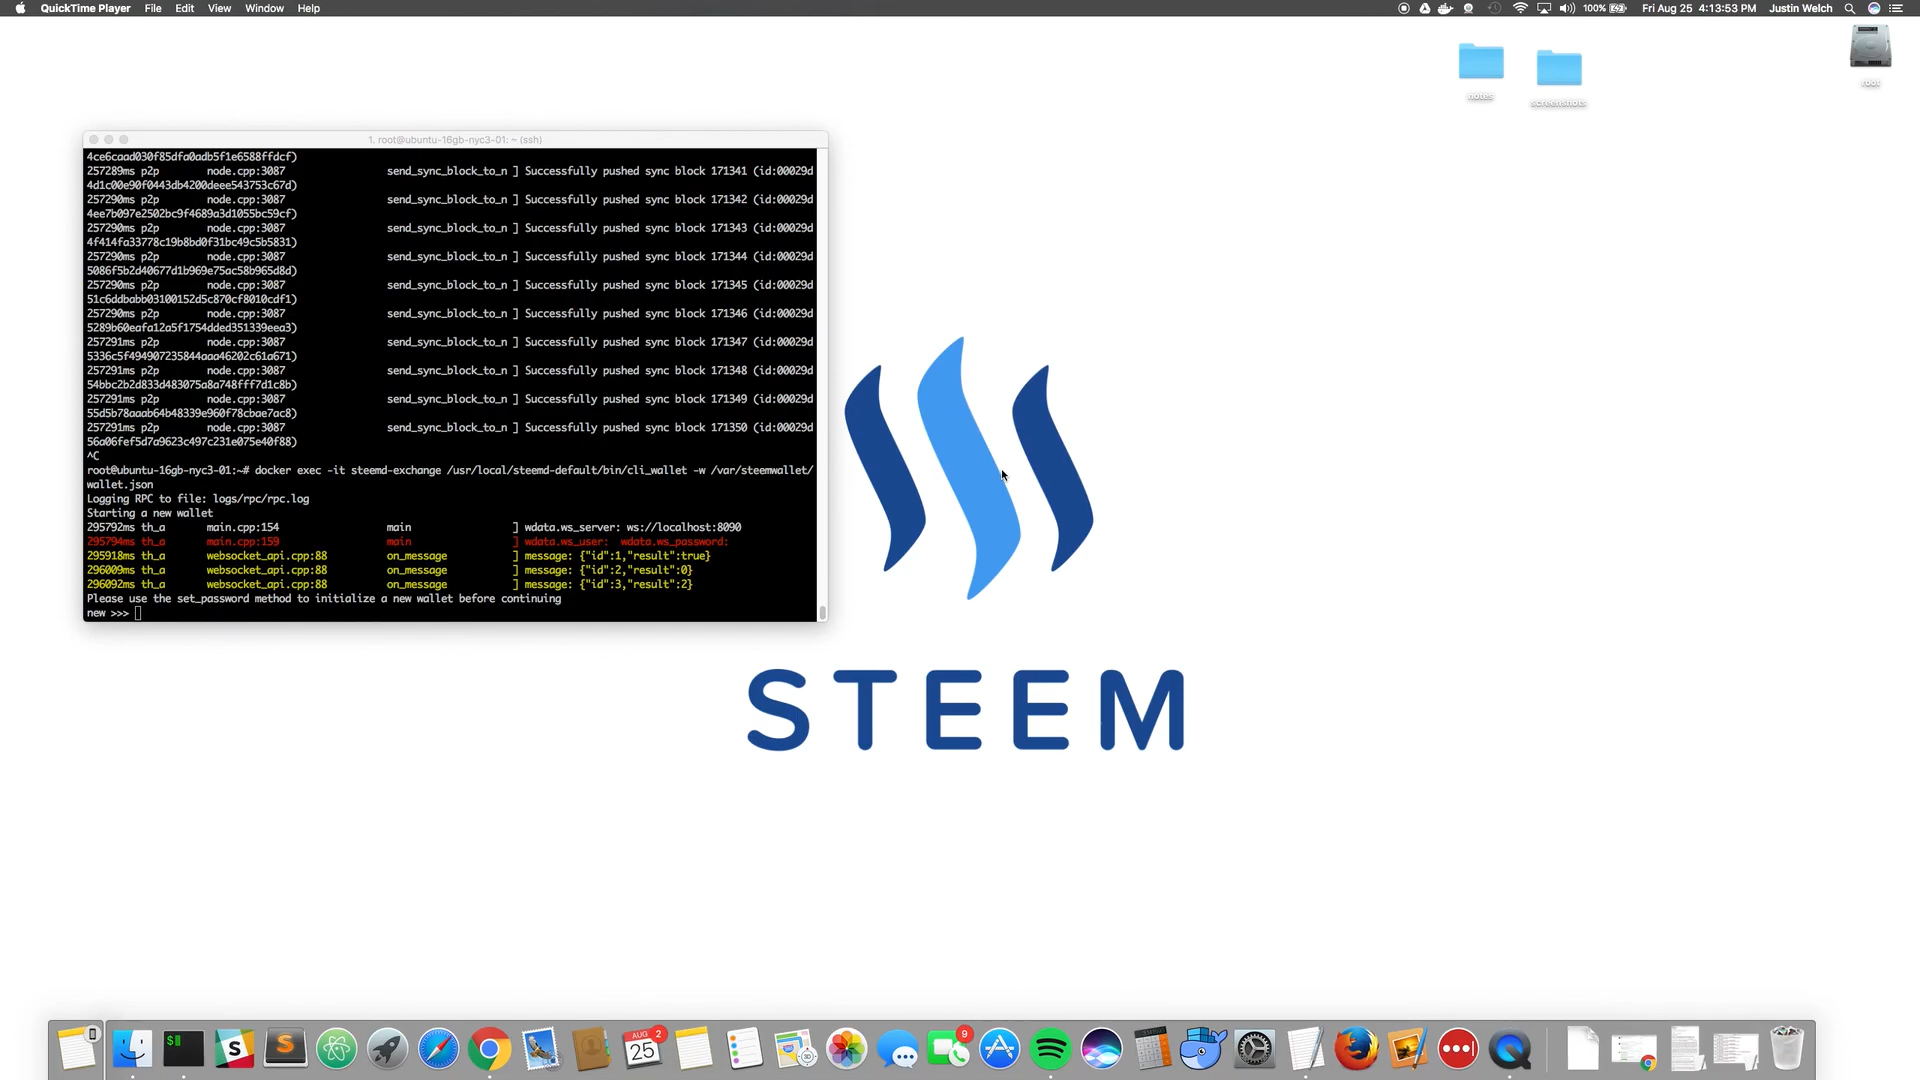 QuickTime Player File Edit View Window Help
100% Fri Aug 25 4:13:53 PM Justin Welch
notes
screenshots
root
1. root@ubuntu-16gb-nyc3-01: ~ (ssh)
4ce6caad030f85dfa0adb5f1e6588ffdcf)
257289ms p2p node.cpp:3087 send_sync_block_to_n ] Successfully pushed sync block 171341 (id:00029d
4d1c00e90f0443db4200deee543753c67d)
257290ms p2p node.cpp:3087 send_sync_block_to_n ] Successfully pushed sync block 171342 (id:00029d
4ee7b097e2502bc9f4689a3d1055bc59cf)
257290ms p2p node.cpp:3087 send_sync_block_to_n ] Successfully pushed sync block 171343 (id:00029d
4f414fa33778c19b8bd0f31bc49c5b5831)
257290ms p2p node.cpp:3087 send_sync_block_to_n ] Successfully pushed sync block 171344 (id:00029d
5086f5b2d40677d1b969e75ac58b965d8d)
257290ms p2p node.cpp:3087 send_sync_block_to_n ] Successfully pushed sync block 171345 (id:00029d
51c6ddbabb03100152d5c870cf8010cdf1)
257290ms p2p node.cpp:3087 send_sync_block_to_n ] Successfully pushed sync block 171346 (id:00029d
5289b60eafa12a5f1754dded351339eea3)
257291ms p2p node.cpp:3087 send_sync_block_to_n ] Successfully pushed sync block 171347 (id:00029d
5336c5f494907235844aaa46202c61a671)
257291ms p2p node.cpp:3087 send_sync_block_to_n ] Successfully pushed sync block 171348 (id:00029d
54bbc2b2d833d483075a8a748fff7d1c8b)
257291ms p2p node.cpp:3087 send_sync_block_to_n ] Successfully pushed sync block 171349 (id:00029d
55d5b78aaab64b48339e960f78cbae7ac8)
257291ms p2p node.cpp:3087 send_sync_block_to_n ] Successfully pushed sync block 171350 (id:00029d
56a06fef5d7a9623c497c231e075e40f88)
^C
root@ubuntu-16gb-nyc3-01:~# docker exec -it steemd-exchange /usr/local/steemd-default/bin/cli_wallet -w /var/steemwallet/
wallet.json
Logging RPC to file: logs/rpc/rpc.log
Starting a new wallet
295792ms th_a main.cpp:154 main ] wdata.ws_server: ws://localhost:8090
295794ms th_a main.cpp:159 main ] wdata.ws_user: wdata.ws_password:
295918ms th_a websocket_api.cpp:88 on_message ] message: {"id":1,"result":true}
296009ms th_a websocket_api.cpp:88 on_message ] message: {"id":2,"result":0}
296092ms th_a websocket_api.cpp:88 on_message ] message: {"id":3,"result":2}
Please use the set_password method to initialize a new wallet before continuing
new >>>
STEEM
AUG 25
2
9